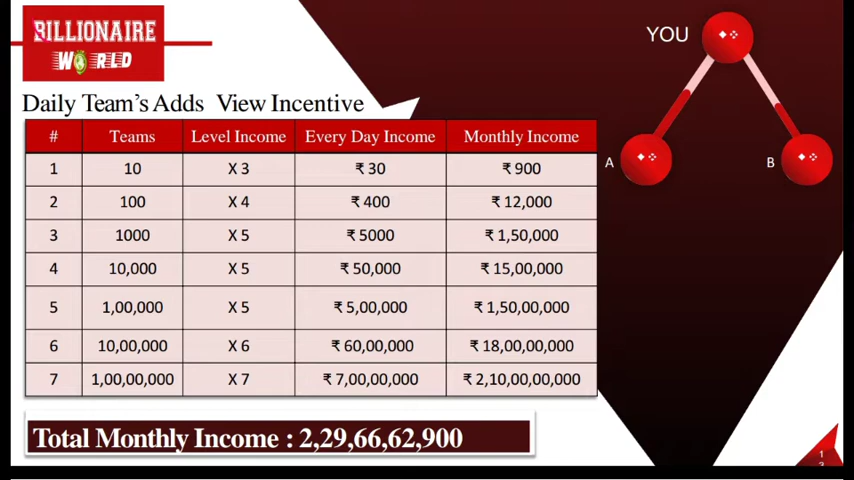 BILLIONAIRE
WORLD
YOU
Daily Team's Adds View Incentive
# Teams Level Income Every Day Income Monthly Income
1 10 X 3 ₹ 30 ₹ 900
2 100 X 4 ₹ 400 ₹ 12,000
3 1000 X 5 ₹ 5000 ₹ 1,50,000
4 10,000 X 5 ₹ 50,000 ₹ 15,00,000
5 1,00,000 X 5 ₹ 5,00,000 ₹ 1,50,00,000
6 10,00,000 X 6 ₹ 60,00,000 ₹ 18,00,00,000
7 1,00,00,000 X 7 ₹ 7,00,00,000 ₹ 2,10,00,00,000
A
B
Total Monthly Income : 2,29,66,62,900